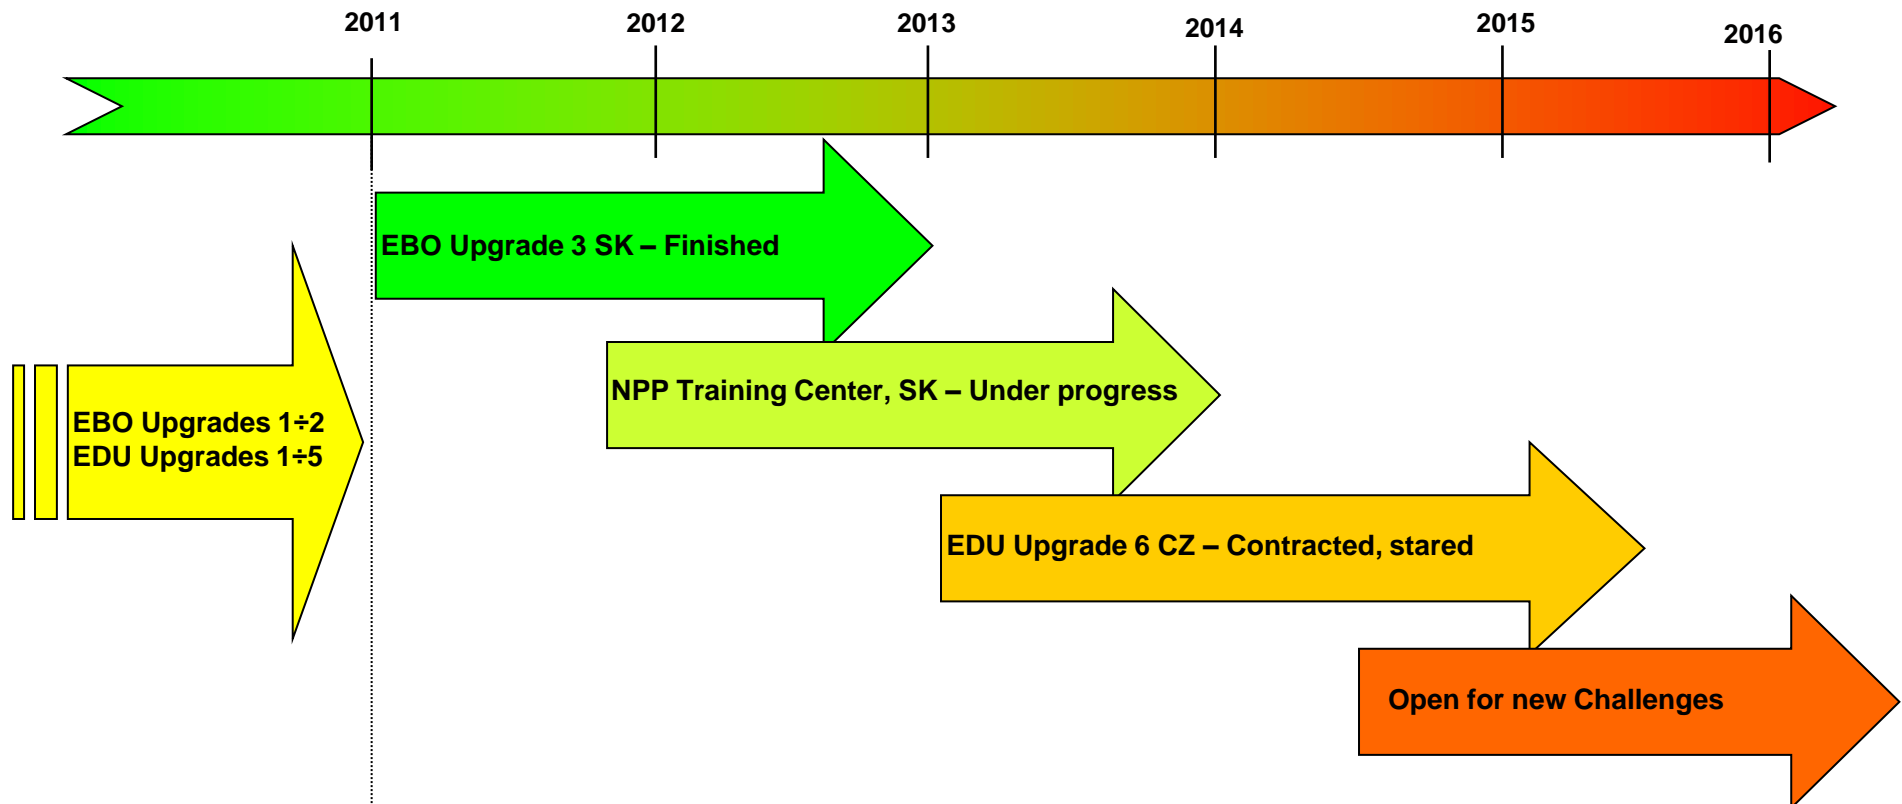 2011
2012
2013
2014
2015
2016
EBO Upgrade 3 SK – Finished
NPP Training Center, SK – Under progress
EBO Upgrades 1÷2
EDU Upgrades 1÷5
EDU Upgrade 6 CZ – Contracted, stared
Open for new Challenges